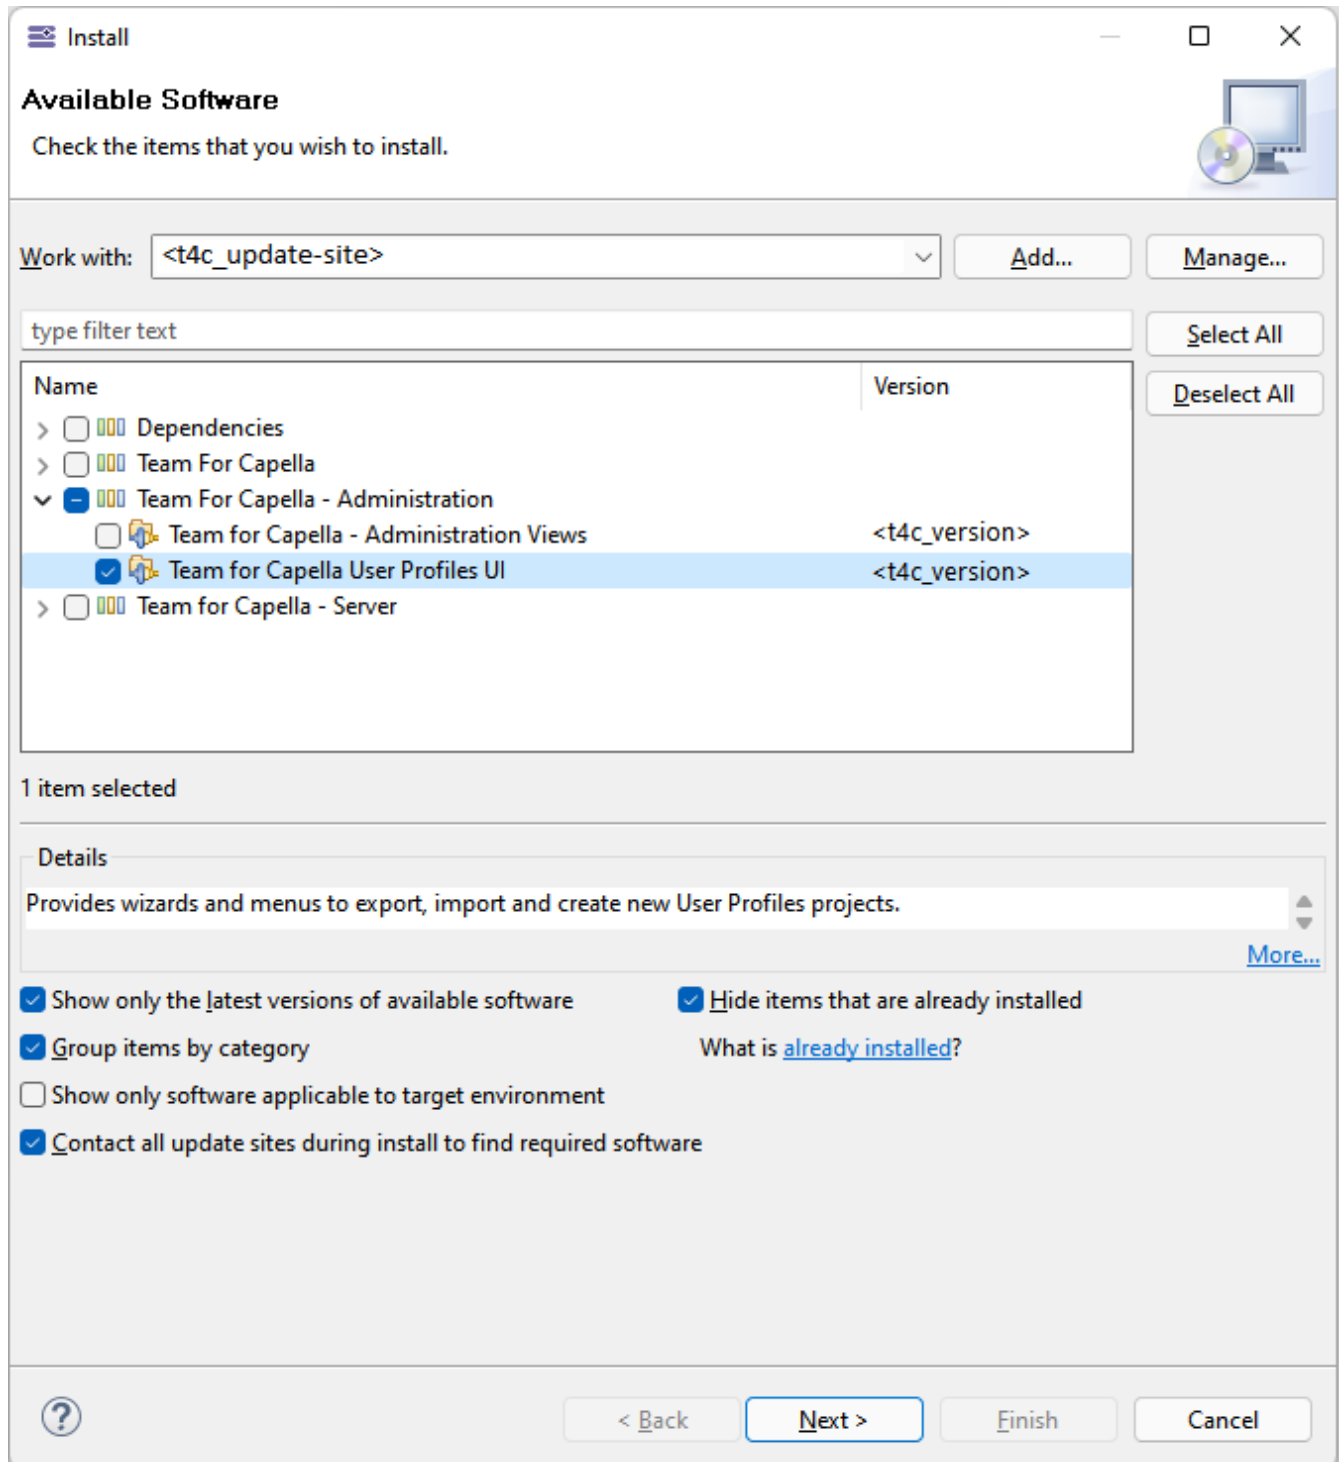 Install
Available Software
Check the items that you wish to install.
Work with: <t4c_update-site> Add... Manage...
type filter text
Select All
Name Version
Deselect All
Dependencies
Team For Capella
Team For Capella - Administration
Team for Capella - Administration Views <t4c_version>
Team for Capella User Profiles UI <t4c_version>
Team for Capella - Server
1 item selected
Details
Provides wizards and menus to export, import and create new User Profiles projects.
More...
Show only the latest versions of available software Hide items that are already installed
Group items by category What is already installed?
Show only software applicable to target environment
Contact all update sites during install to find required software
? < Back Next > Finish Cancel